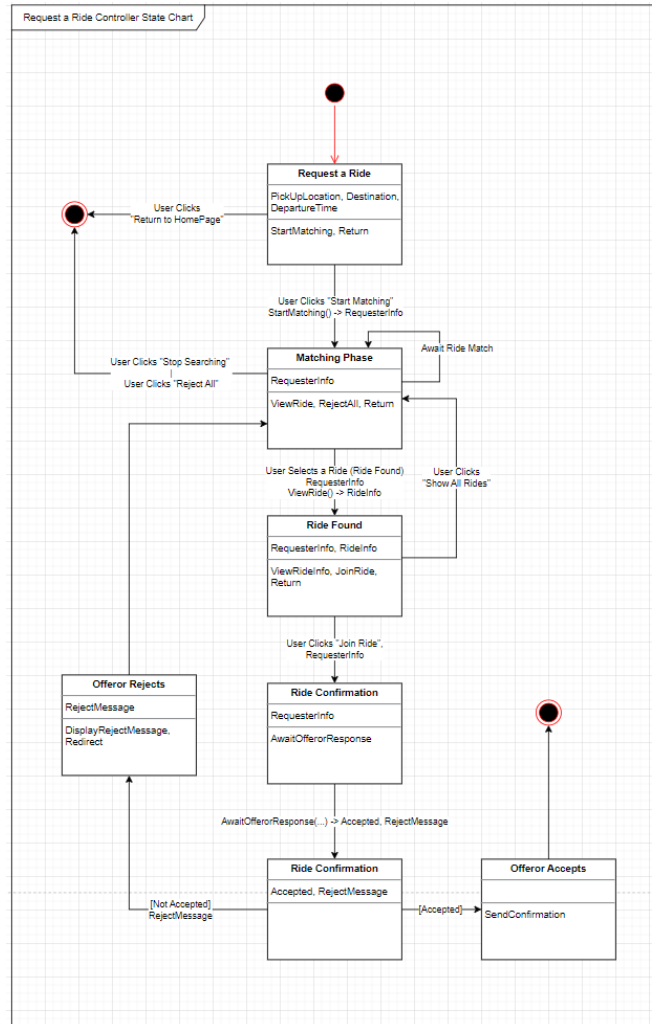 Request a Ride Controller State Chart
Request a Ride
PickUpLocation, Destination,
DepartureTime
StartMatching, Return
User Clicks
"Return to HomePage"
User Clicks "Start Matching"
StartMatching() -> RequesterInfo
Matching Phase
RequesterInfo
ViewRide, RejectAll, Return
Await Ride Match
User Clicks "Stop Searching"
|
User Clicks "Reject All"
User Selects a Ride (Ride Found)
RequesterInfo
ViewRide() -> RideInfo
User Clicks
"Show All Rides"
Ride Found
RequesterInfo, RideInfo
ViewRideInfo, JoinRide,
Return
User Clicks "Join Ride",
RequesterInfo
Offeror Rejects
RejectMessage
DisplayRejectMessage,
Redirect
Ride Confirmation
RequesterInfo
AwaitOfferorResponse
AwaitOfferorResponse(...) -> Accepted, RejectMessage
Ride Confirmation
Accepted, RejectMessage
[Not Accepted]
RejectMessage
[Accepted]
Offeror Accepts
SendConfirmation